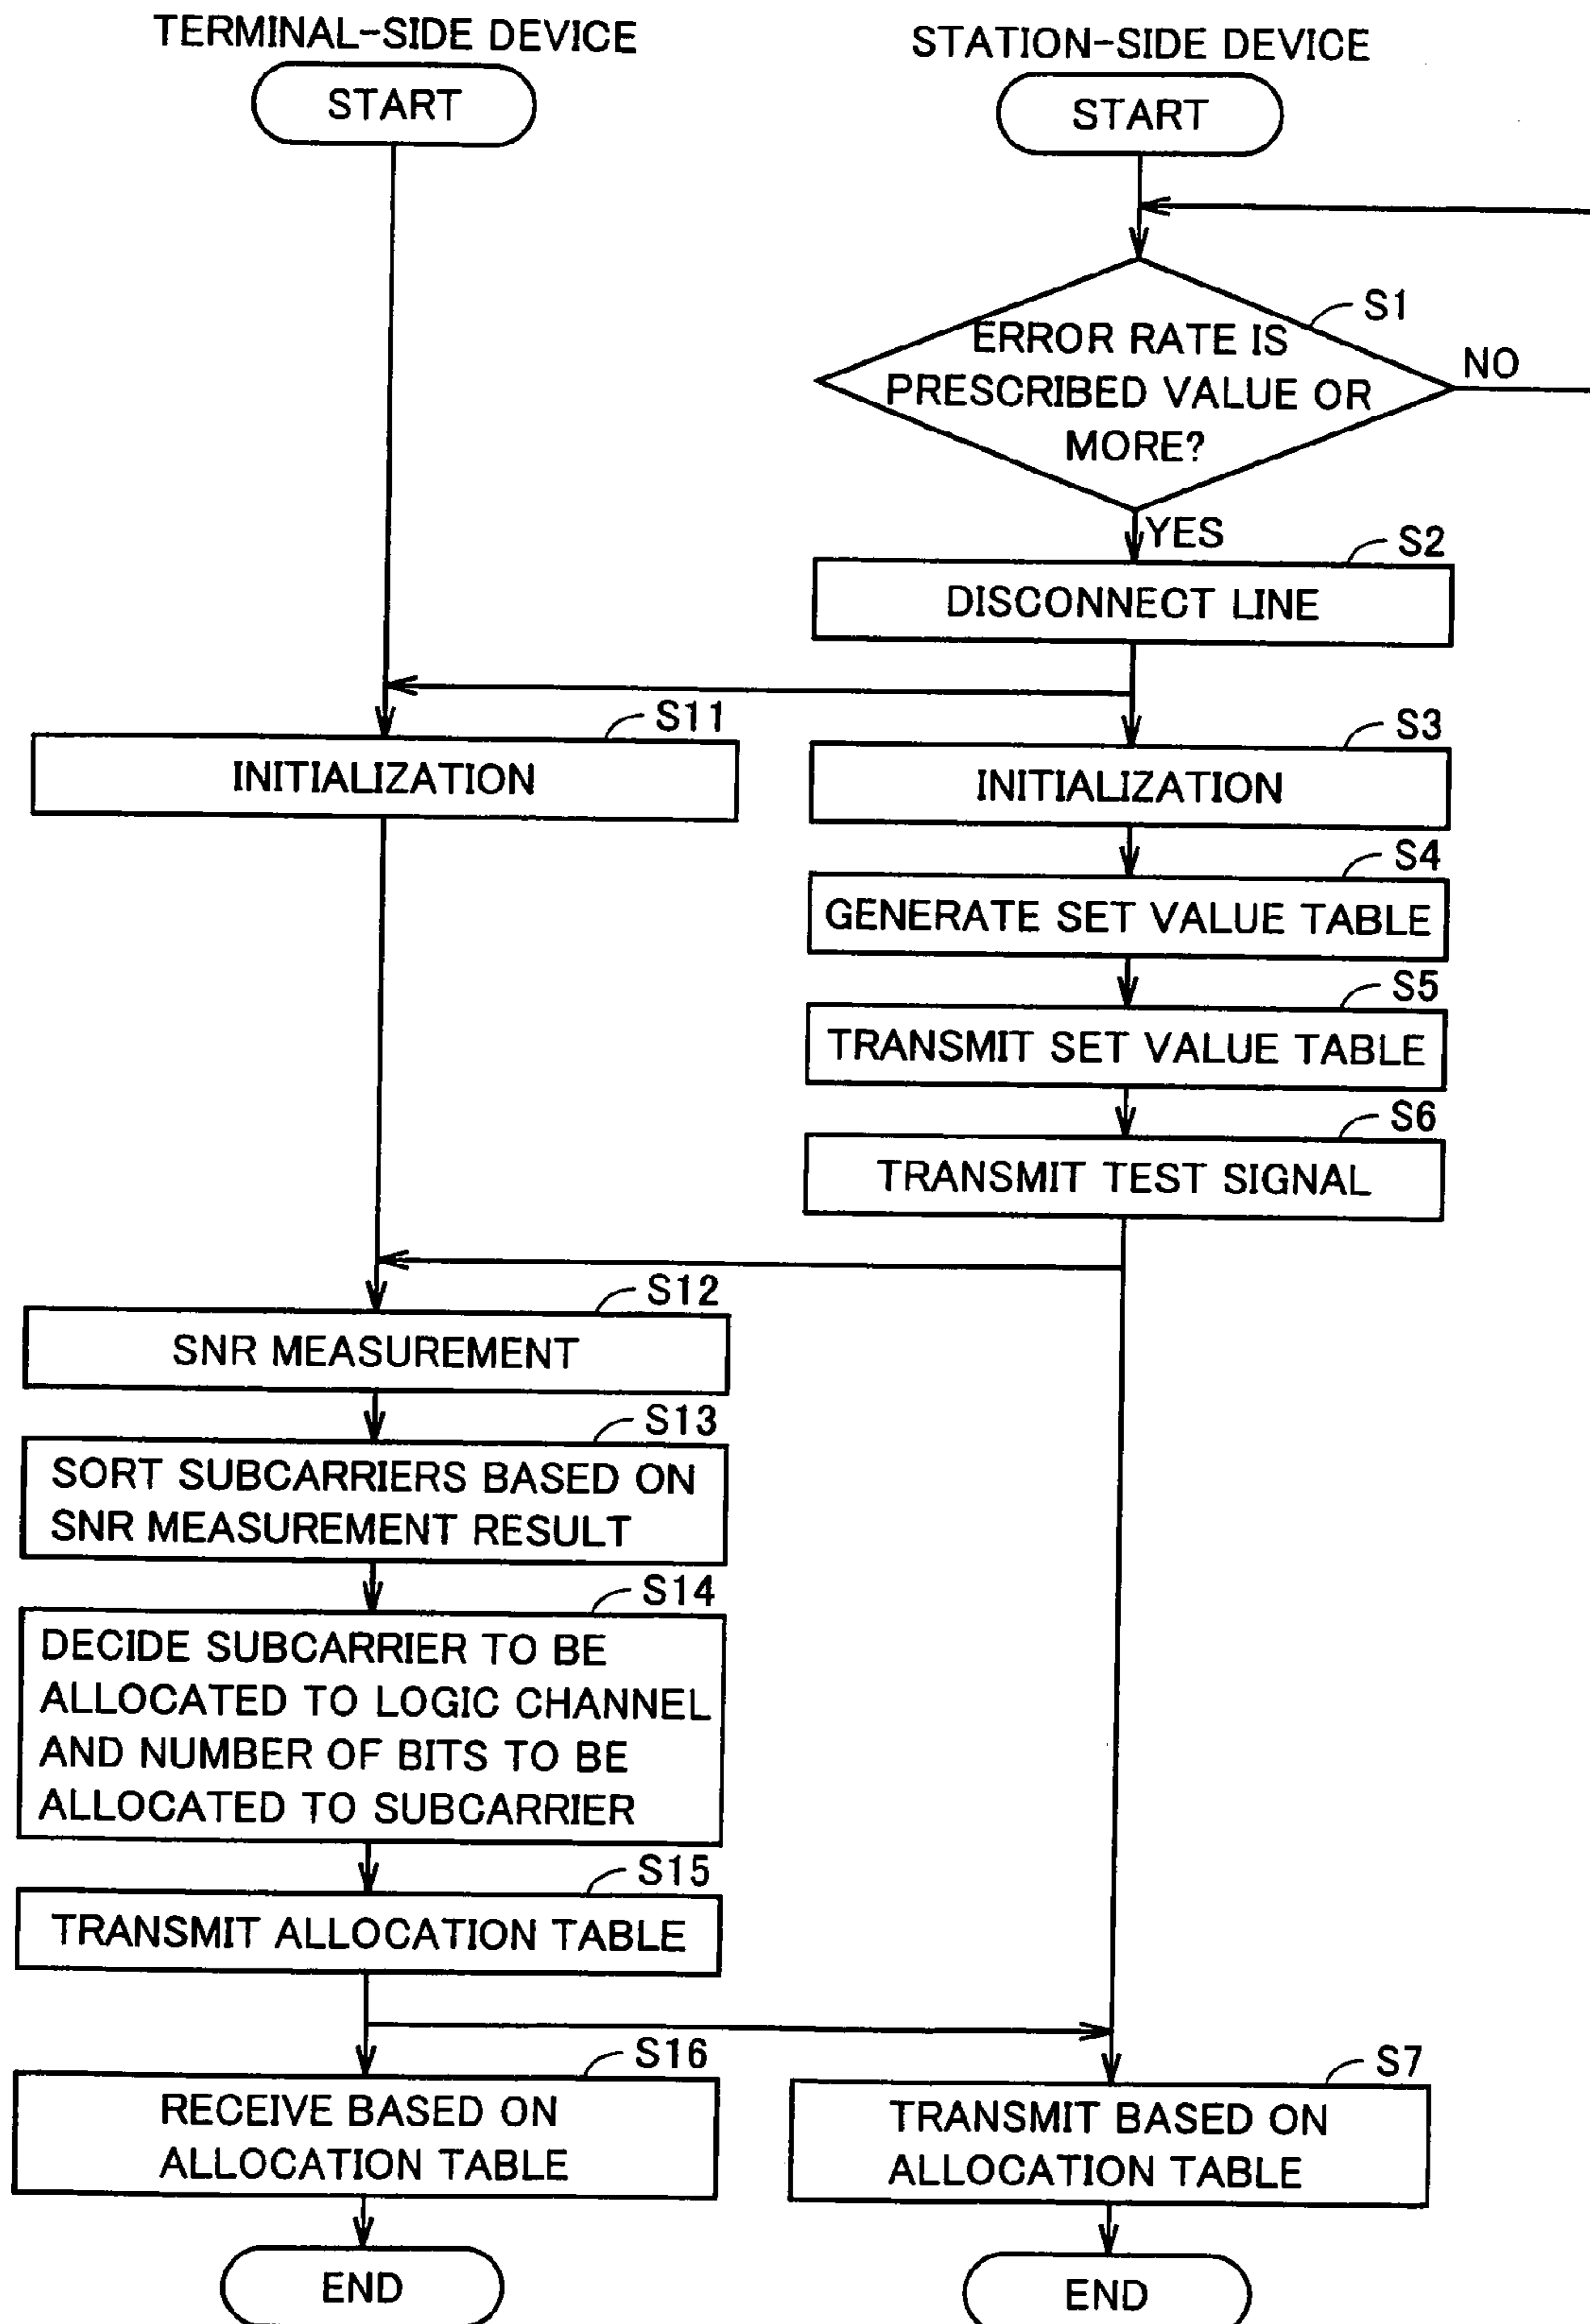 TERMINAL-SIDE DEVICE
STATION-SIDE DEVICE
START
START
S1
ERROR RATE IS
PRESCRIBED VALUE OR
MORE?
NO
YES
S2
DISCONNECT LINE
S11
INITIALIZATION
S3
INITIALIZATION
S4
GENERATE SET VALUE TABLE
S5
TRANSMIT SET VALUE TABLE
S6
TRANSMIT TEST SIGNAL
S12
SNR MEASUREMENT
S13
SORT SUBCARRIERS BASED ON
SNR MEASUREMENT RESULT
S14
DECIDE SUBCARRIER TO BE
ALLOCATED TO LOGIC CHANNEL
AND NUMBER OF BITS TO BE
ALLOCATED TO SUBCARRIER
S15
TRANSMIT ALLOCATION TABLE
S16
RECEIVE BASED ON
ALLOCATION TABLE
S7
TRANSMIT BASED ON
ALLOCATION TABLE
END
END